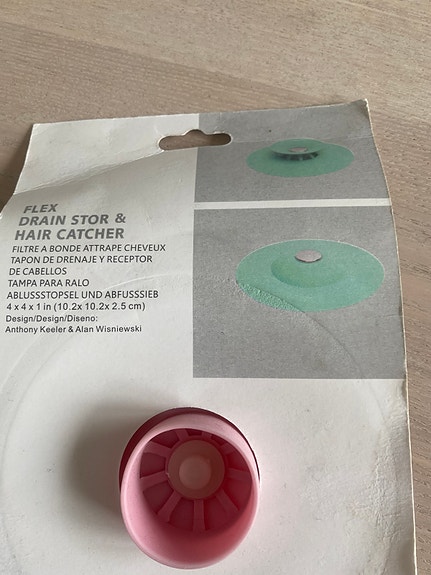 FLEX
DRAIN STOR &
HAIR CATCHER
FILTRE A BONDE ATTRAPE CHEVEUX
TAPON DE DRENAJE Y RECEPTOR
DE CABELLOS
TAMPA PARA RALO
ABLUSSTOPSEL UND ABFUSSSIEB
4 x 4 x 1 in (10.2x 10.2x 2.5 cm)
Design/Design/Diseno:
Anthony Keeler & Alan Wisniewski